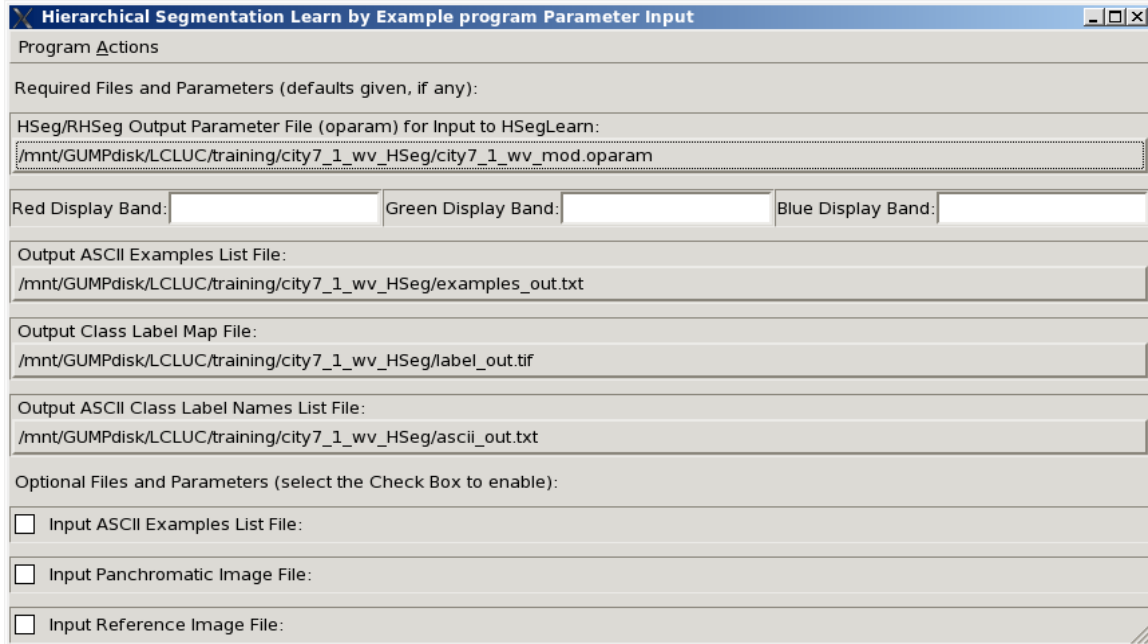 Hierarchical Segmentation Learn by Example program Parameter Input
Program Actions
Required Files and Parameters (defaults given, if any):
HSeg/RHSeg Output Parameter File (oparam) for Input to HSegLearn:
/mnt/GUMPdisk/LCLUC/training/city7_1_wv_HSeg/city7_1_wv_mod.oparam
Red Display Band: Green Display Band: Blue Display Band:
Output ASCII Examples List File:
/mnt/GUMPdisk/LCLUC/training/city7_1_wv_HSeg/examples_out.txt
Output Class Label Map File:
/mnt/GUMPdisk/LCLUC/training/city7_1_wv_HSeg/label_out.tif
Output ASCII Class Label Names List File:
/mnt/GUMPdisk/LCLUC/training/city7_1_wv_HSeg/ascii_out.txt
Optional Files and Parameters (select the Check Box to enable):
Input ASCII Examples List File:
Input Panchromatic Image File:
Input Reference Image File: